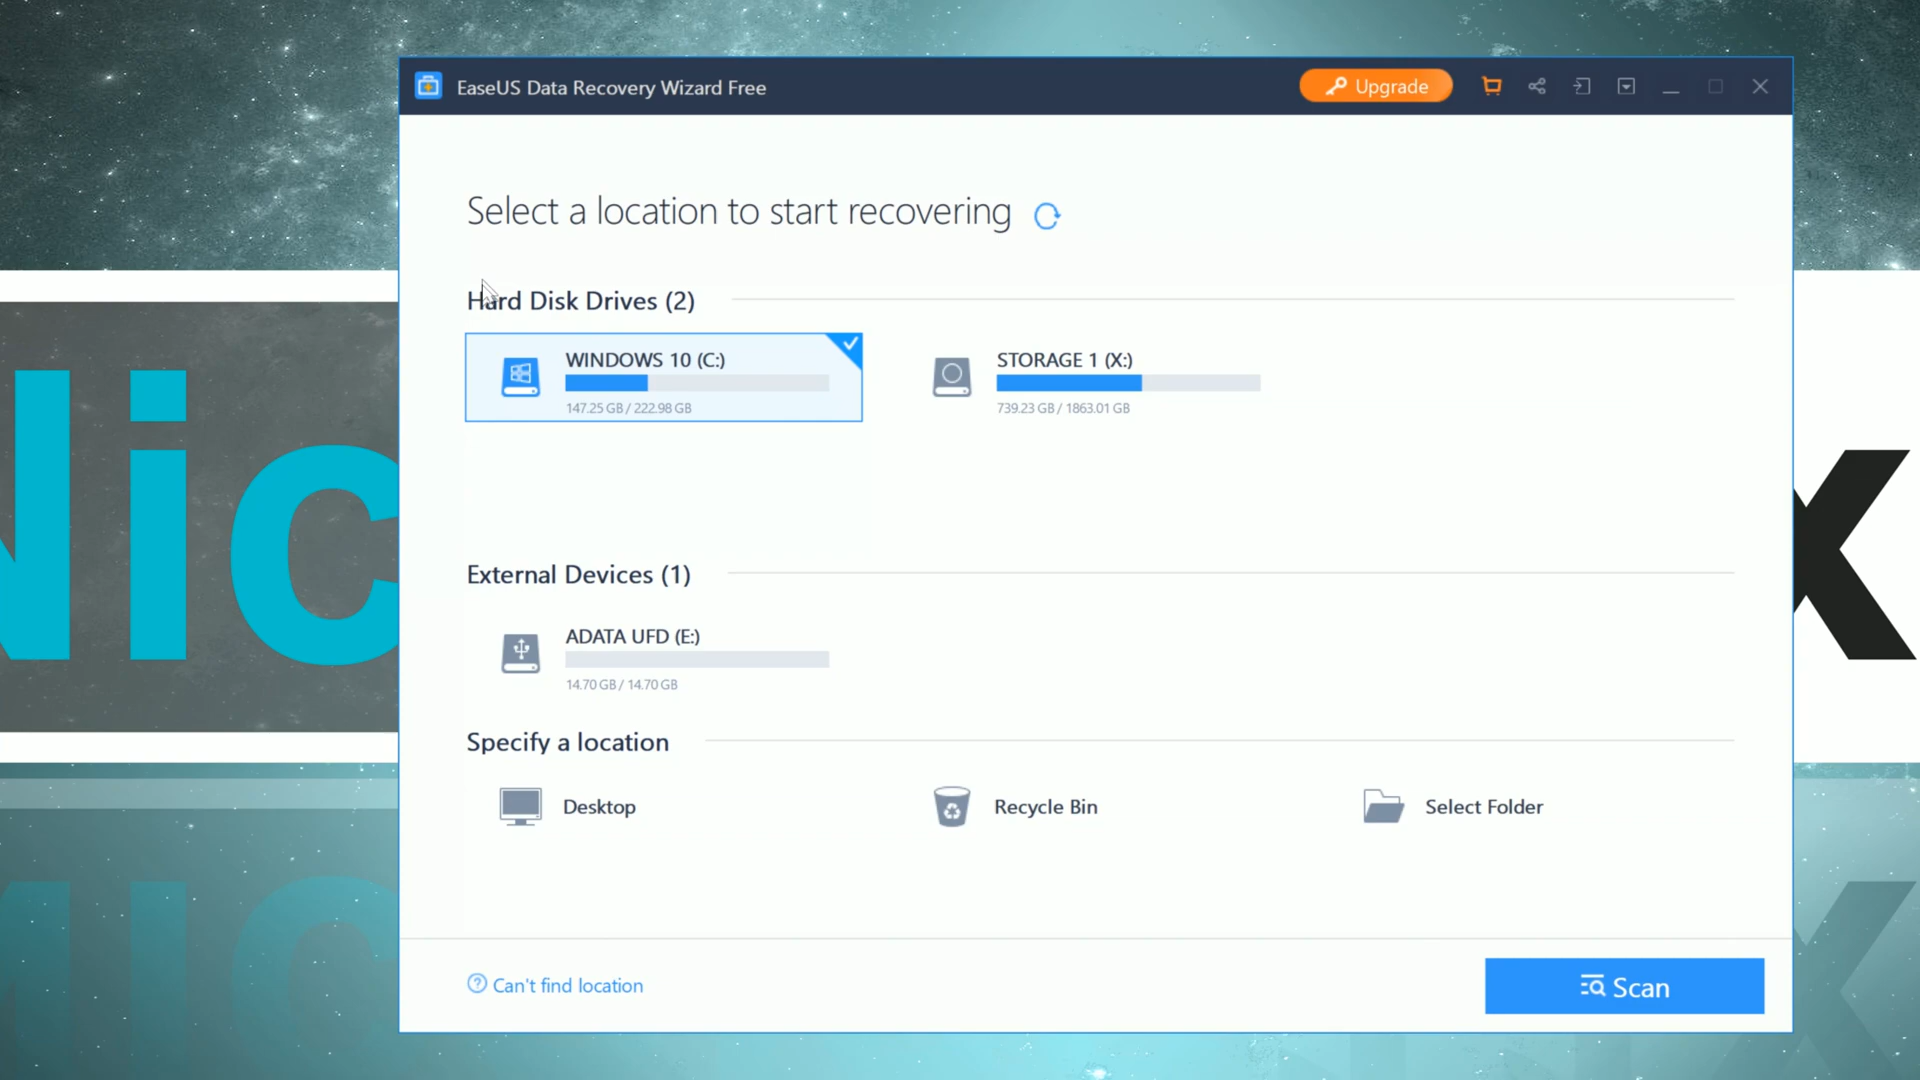 EaseUS Data Recovery Wizard Free
Upgrade
Select a location to start recovering
Hard Disk Drives (2)
WINDOWS 10 (C:)
147.25 GB / 222.98 GB
STORAGE 1 (X:)
739.23 GB / 1863.01 GB
External Devices (1)
ADATA UFD (E:)
14.70 GB / 14.70 GB
Specify a location
Desktop
Recycle Bin
Select Folder
Can't find location
Scan
Nic
x